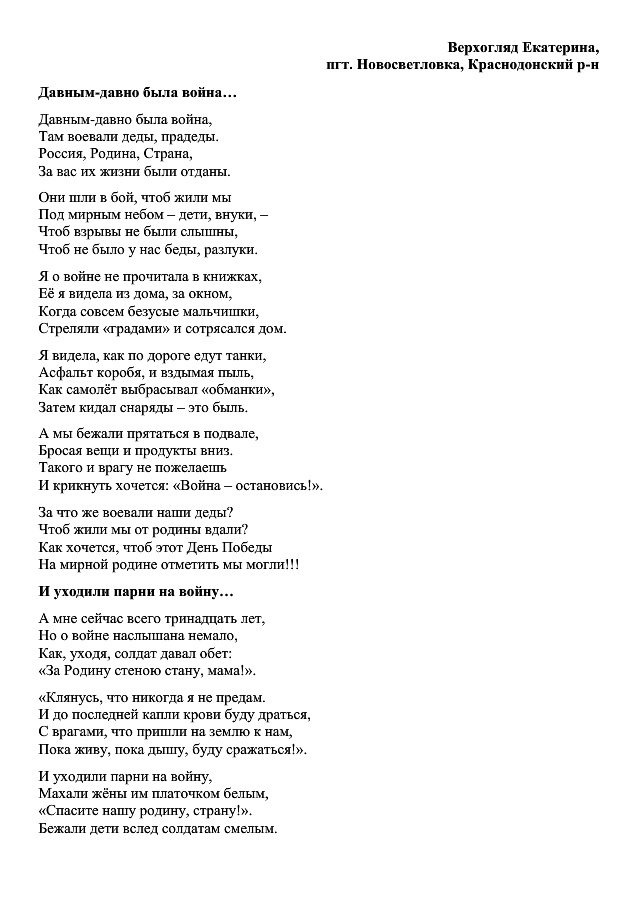 Верхогляд Екатерина,
пгт. Новосветловка, Краснодонский р-н
Давным-давно была война…
Давным-давно была война,
Там воевали деды, прадеды.
Россия, Родина, Страна,
За вас их жизни были отданы.
Они шли в бой, чтоб жили мы
Под мирным небом – дети, внуки, –
Чтоб взрывы не были слышны,
Чтоб не было у нас беды, разлуки.
Я о войне не прочитала в книжках,
Её я видела из дома, за окном,
Когда совсем безусые мальчишки,
Стреляли «градами» и сотрясался дом.
Я видела, как по дороге едут танки,
Асфальт коробя, и вздымая пыль,
Как самолёт выбрасывал «обманки»,
Затем кидал снаряды – это быль.
А мы бежали прятаться в подвале,
Бросая вещи и продукты вниз.
Такого и врагу не пожелаешь
И крикнуть хочется: «Война – остановись!».
За что же воевали наши деды?
Чтоб жили мы от родины вдали?
Как хочется, чтоб этот День Победы
На мирной родине отметить мы могли!!!
И уходили парни на войну…
А мне сейчас всего тринадцать лет,
Но о войне наслышана немало,
Как, уходя, солдат давал обет:
«За Родину стеною стану, мама!».
«Клянусь, что никогда я не предам.
И до последней капли крови буду драться,
С врагами, что пришли на землю к нам,
Пока живу, пока дышу, буду сражаться!».
И уходили парни на войну,
Махали жёны им платочком белым,
«Спасите нашу родину, страну!».
Бежали дети вслед солдатам смелым.